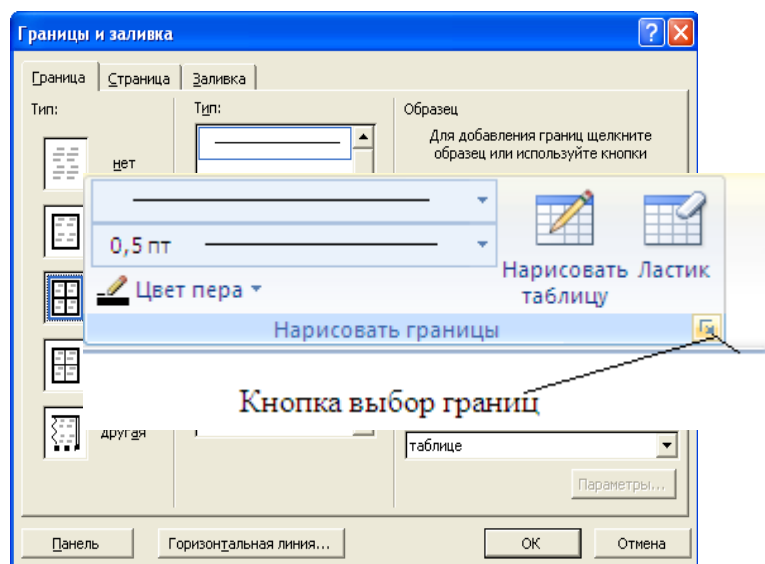 Границы и заливка
Граница Страница Заливка
Тип:
Тип:
Образец
Для добавления границ щелкните
образец или используйте кнопки
нет
0,5 пт
Цвет пера
Нарисовать таблицу
Ластик
Нарисовать границы
Кнопка выбор границ
другая
таблице
Параметры...
Панель
Горизонтальная линия...
ОК
Отмена